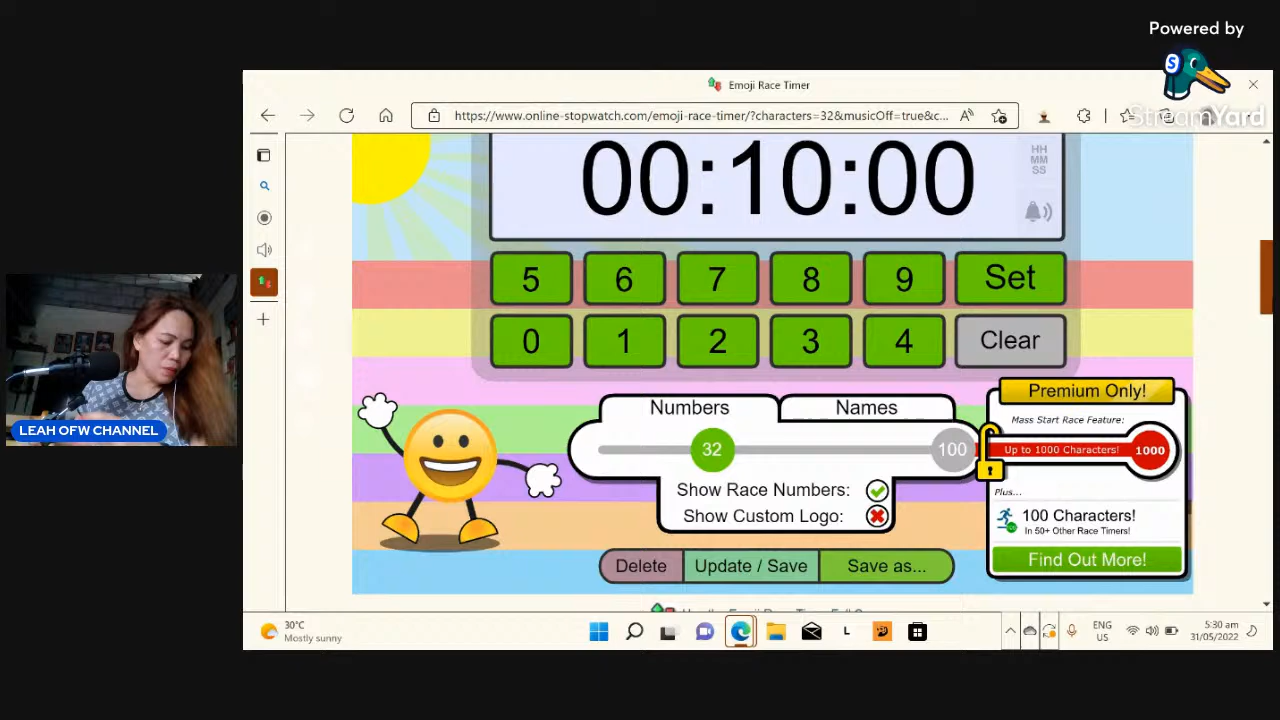 Powered by
S
StreamYard
Emoji Race Timer
https://www.online-stopwatch.com/emoji-race-timer/?characters=32&musicOff=true&c...
00:10:00
HH
MM
SS
5 6 7 8 9 Set
0 1 2 3 4 Clear
Numbers Names
32 100
Show Race Numbers:
Show Custom Logo:
Delete Update / Save Save as...
Premium Only!
Mass Start Race Feature:
Up to 1000 Characters! 1000
Plus...
100 Characters!
In 50+ Other Race Timers!
Find Out More!
LEAH OFW CHANNEL
30°C
Mostly sunny
L
ENG
US
5:30 am
31/05/2022